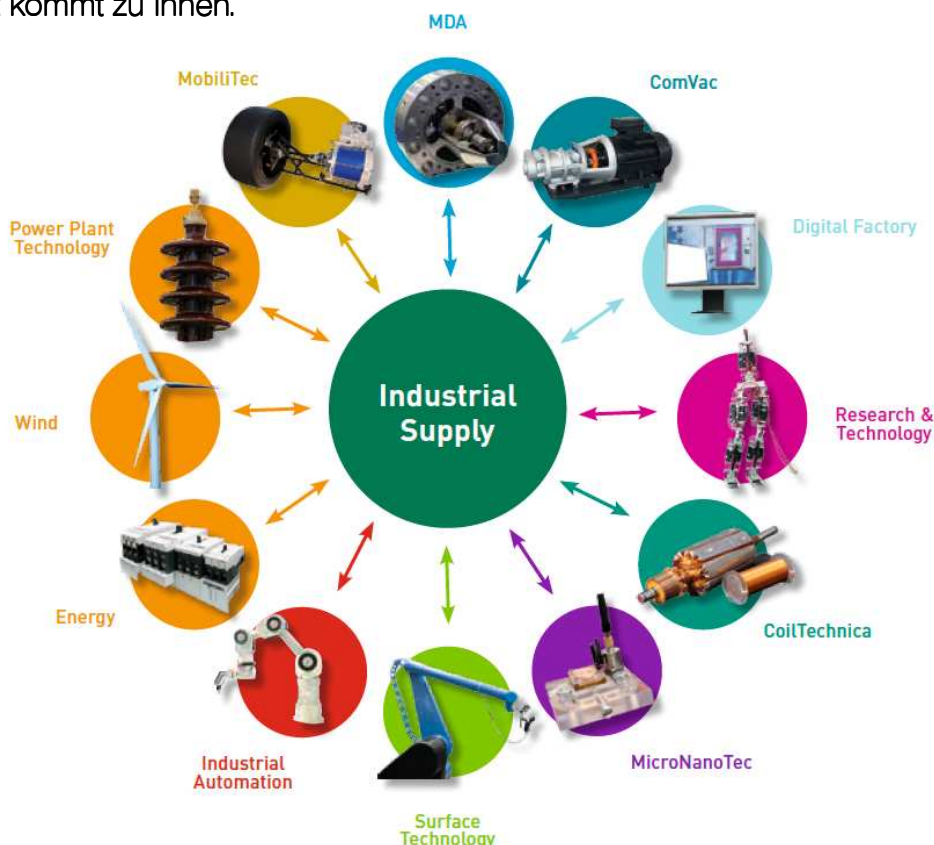 kommt zu Ihnen.
MDA
MobiliTec
ComVac
Power Plant
Technology
Digital Factory
Wind
Industrial
Supply
Research &
Technology
Energy
CoilTechnica
Industrial
Automation
MicroNanoTec
Surface
Technology